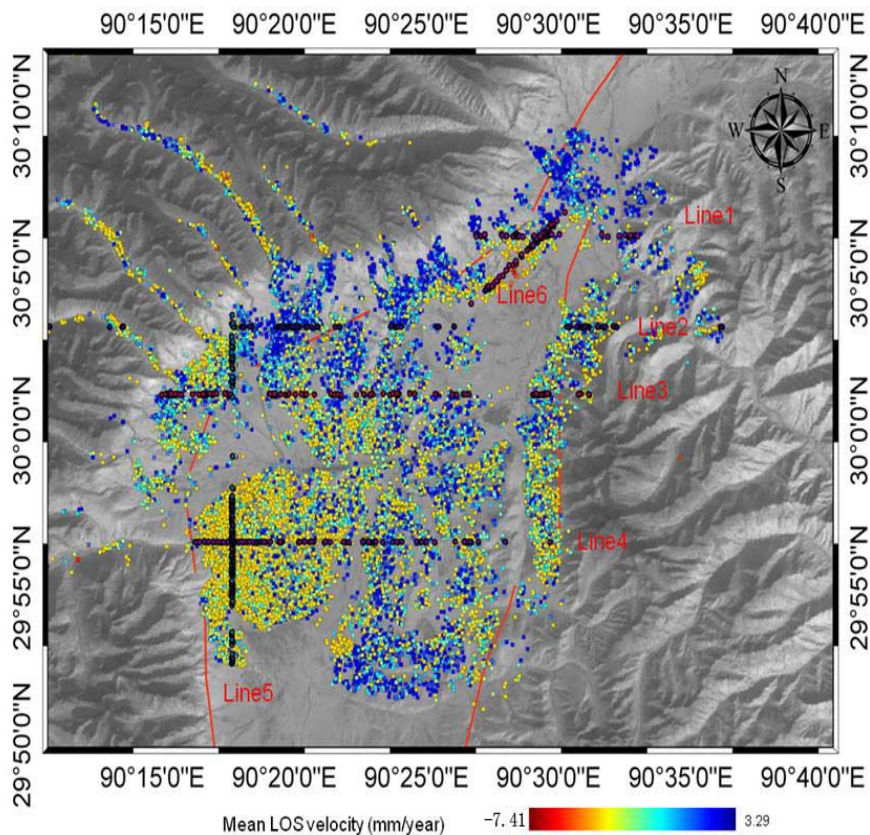 90°15'0"E 90°20'0"E 90°25'0"E 90°30'0"E 90°35'0"E 90°40'0"E
N
W E
S
30°10'0"N 30°10'0"N
30°5'0"N 30°5'0"N
30°0'0"N 30°0'0"N
29°55'0"N 29°55'0"N
29°50'0"N 29°50'0"N
Line1
Line6
Line2
Line3
Line4
Line5
90°15'0"E 90°20'0"E 90°25'0"E 90°30'0"E 90°35'0"E 90°40'0"E
Mean LOS velocity (mm/year) -7.41 3.29